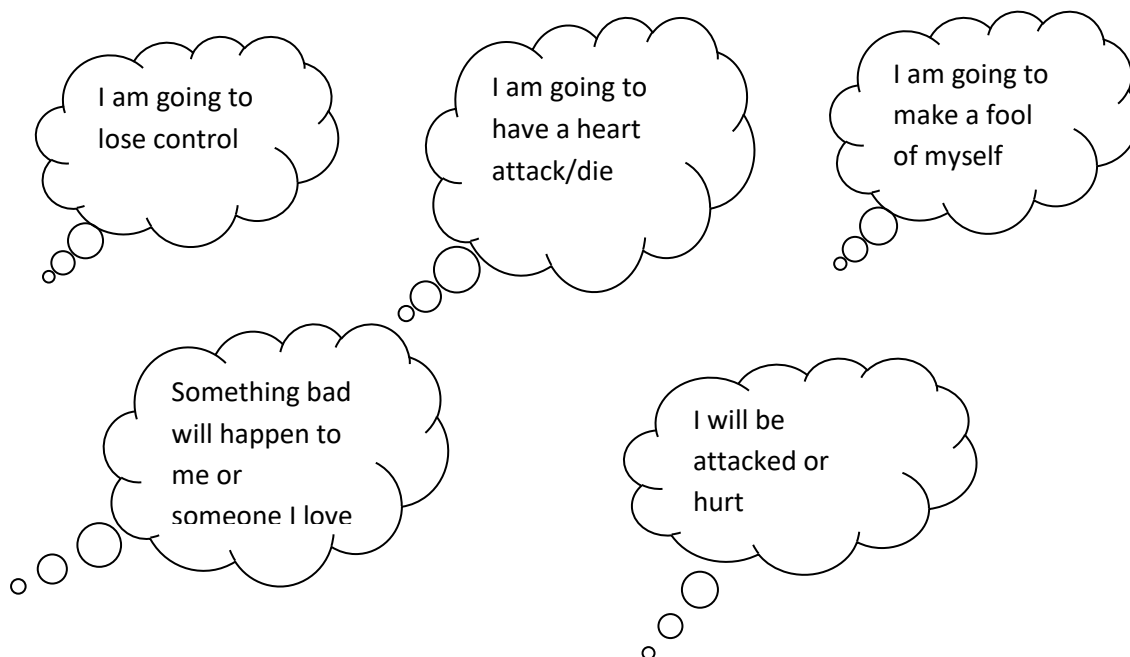 I am going to
lose control
I am going to
have a heart
attack/die
I am going to
make a fool
of myself
Something bad
will happen to
me or
someone I love
I will be
attacked or
hurt